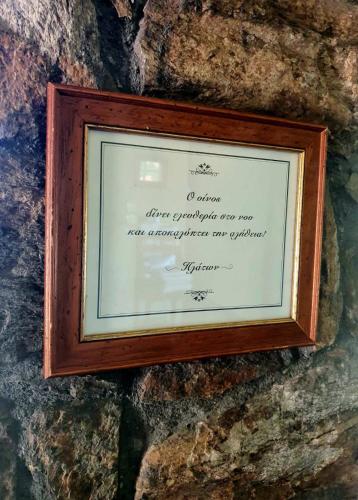 Ο οίνος
δίνει ελευθερία στο νου
και αποκαλύπτει την αλήθεια!
Πλάτων